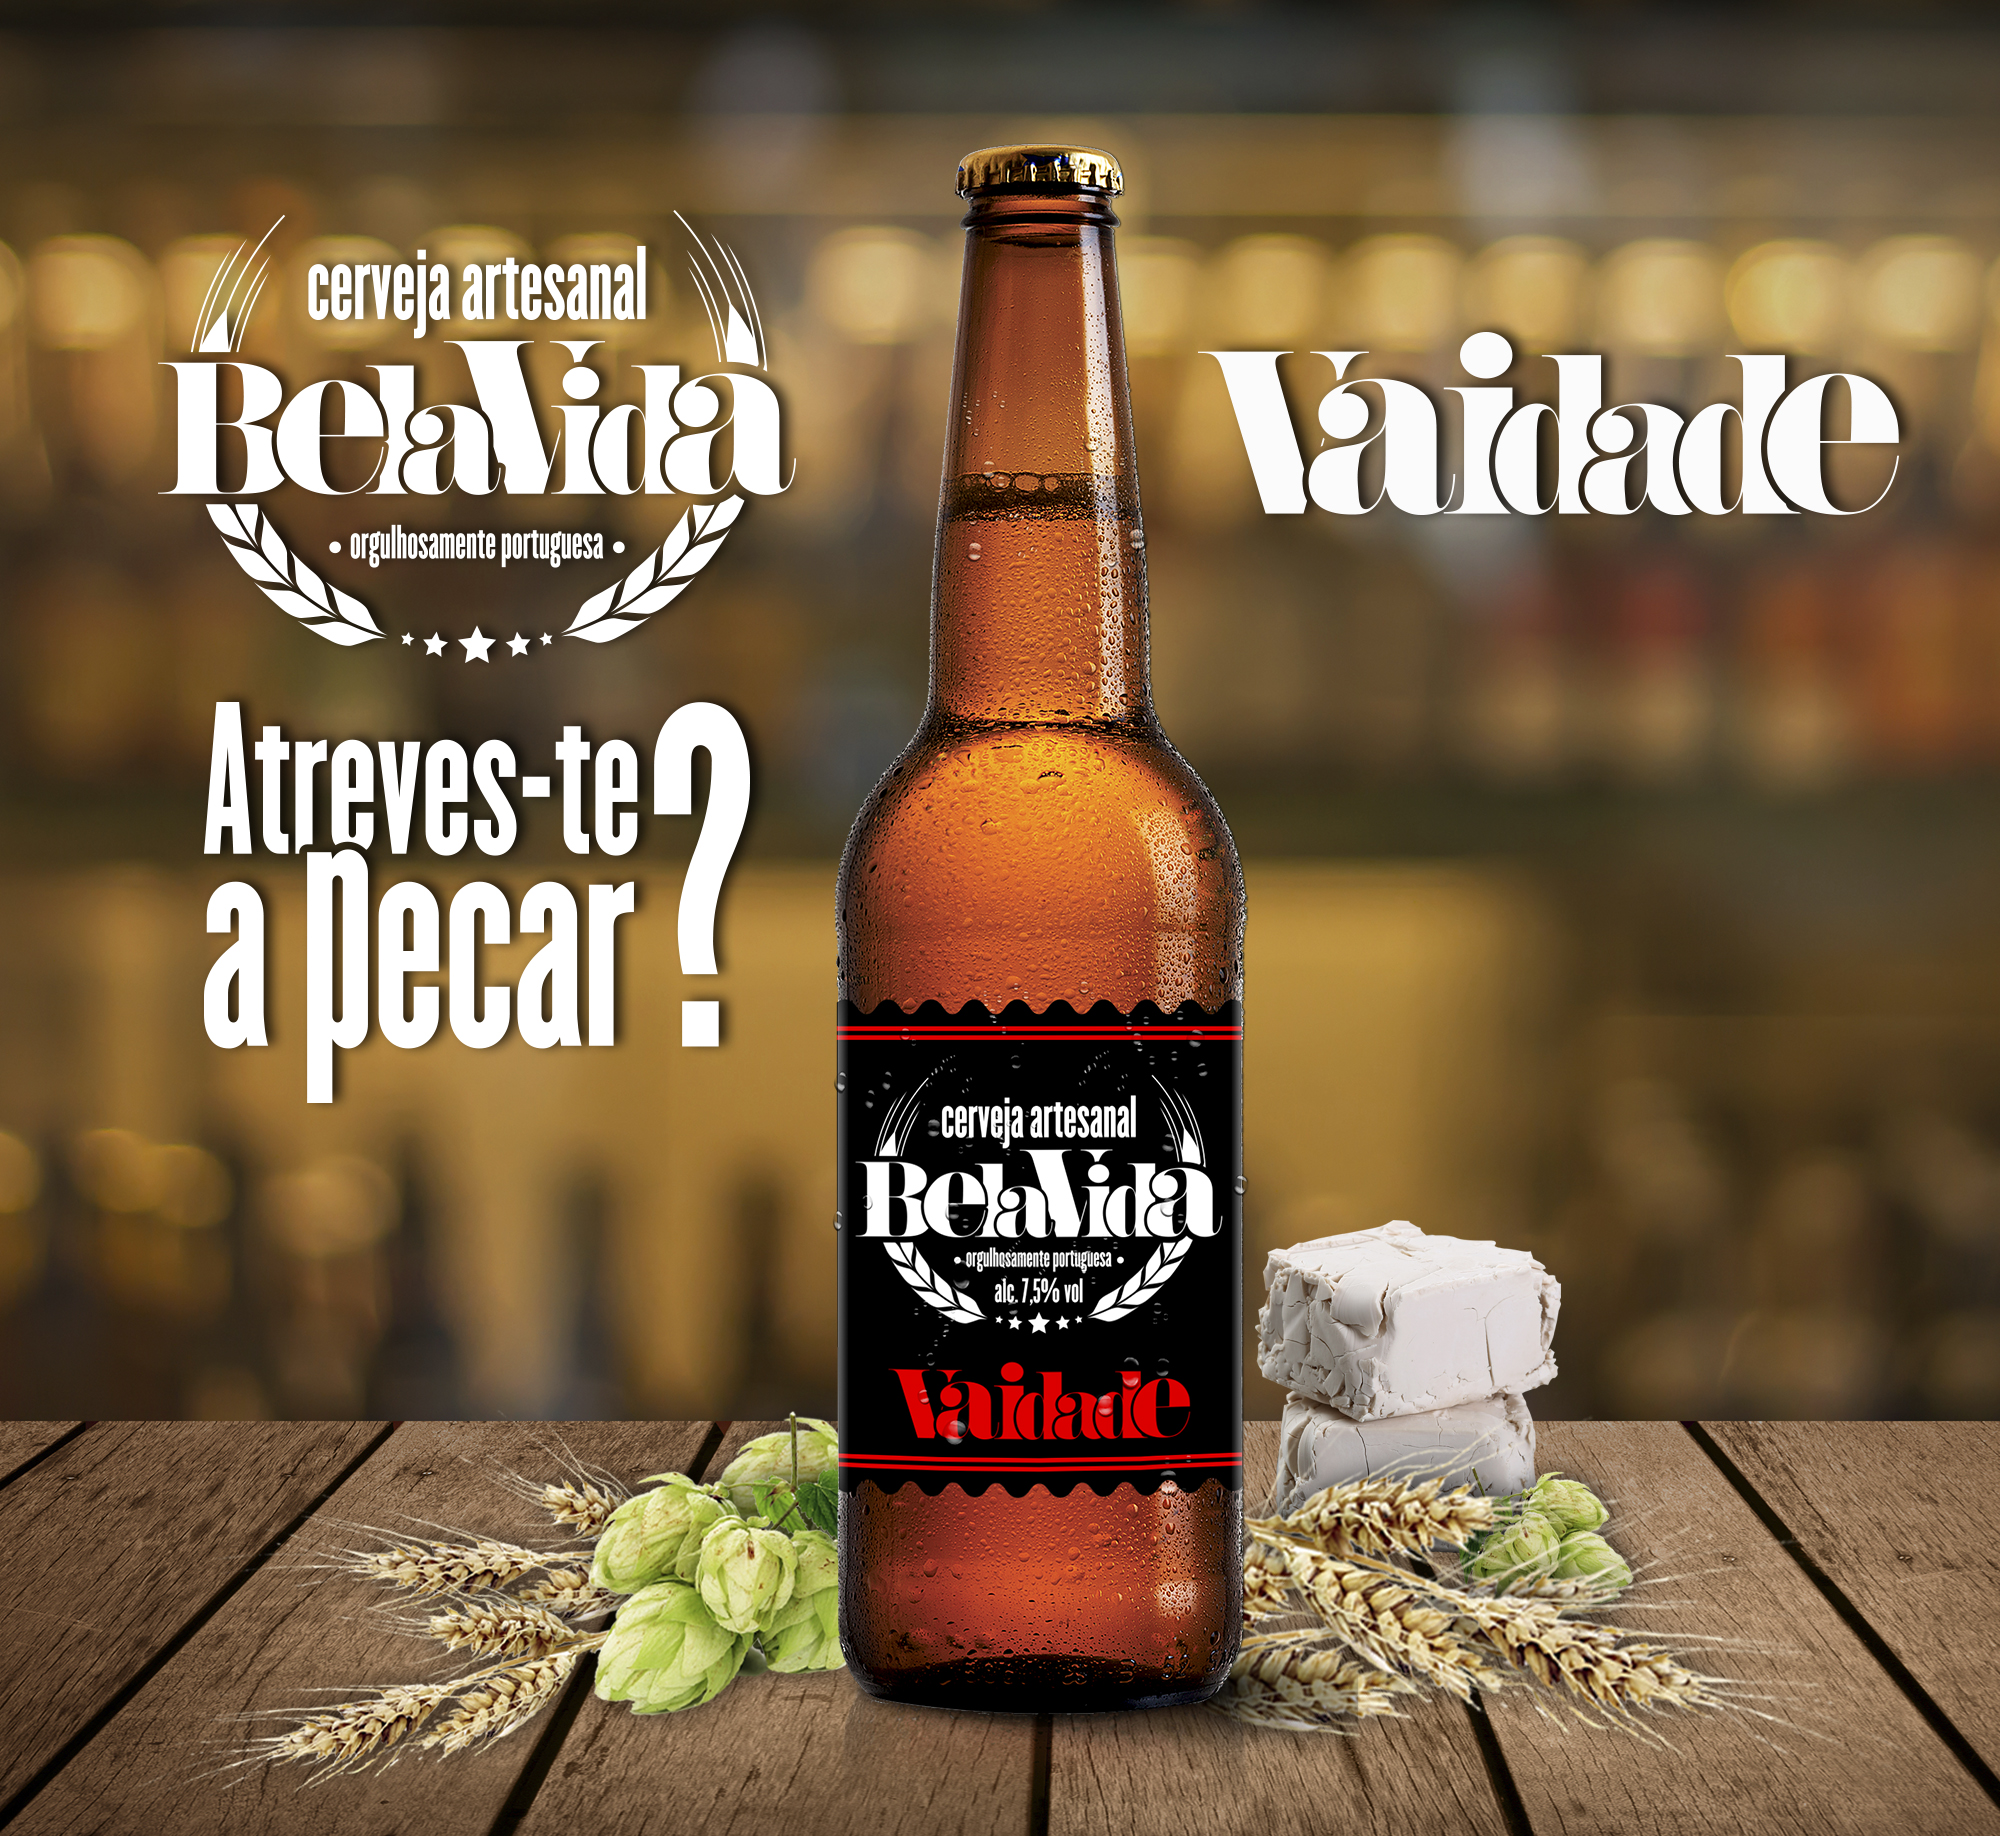 cerveja artesanal
BelaVida
• orgulhosamente portuguesa •
Atreves-te
a pecar?
Vaidade
cerveja artesanal
BelaVida
• orgulhosamente portuguesa •
alc. 7,5% vol
Vaidade